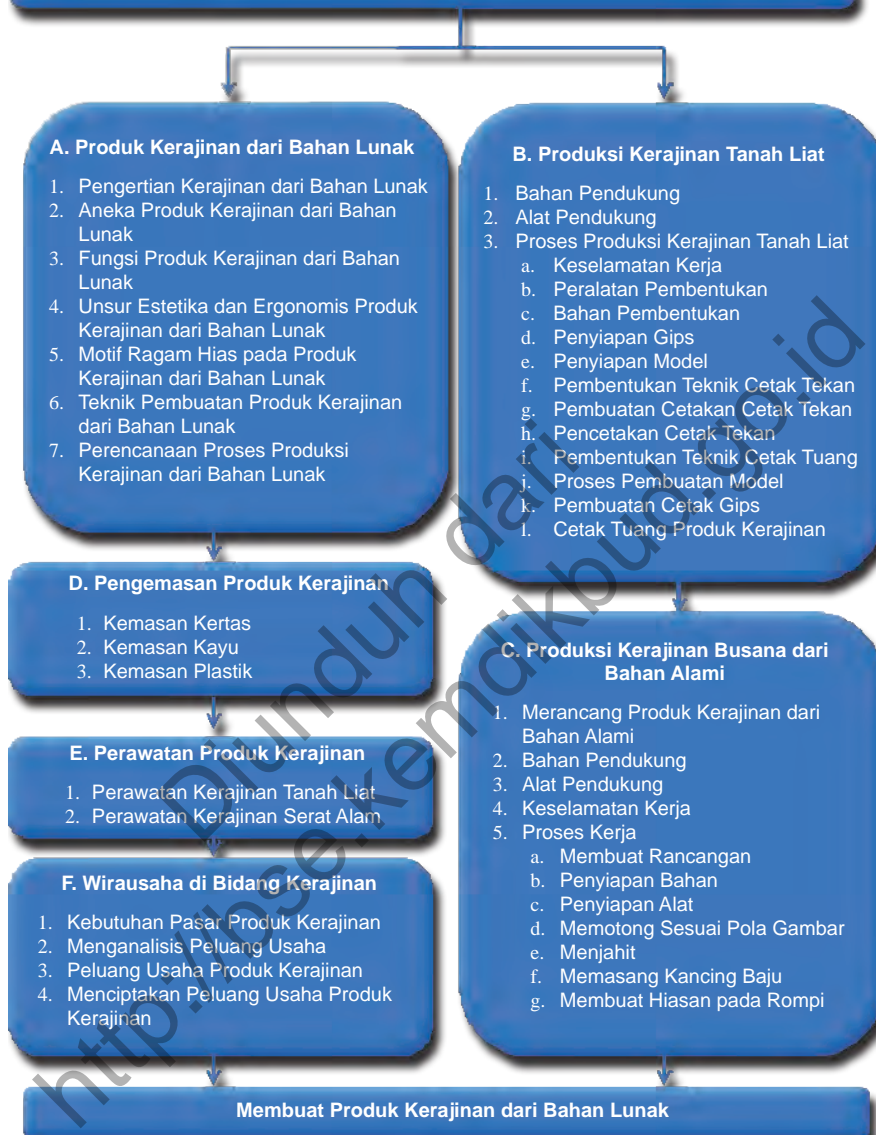 A. Produk Kerajinan dari Bahan Lunak
1. Pengertian Kerajinan dari Bahan Lunak
2. Aneka Produk Kerajinan dari Bahan
Lunak
3. Fungsi Produk Kerajinan dari Bahan
Lunak
4. Unsur Estetika dan Ergonomis Produk
Kerajinan dari Bahan Lunak
5. Motif Ragam Hias pada Produk
Kerajinan dari Bahan Lunak
6. Teknik Pembuatan Produk Kerajinan
dari Bahan Lunak
7. Perencanaan Proses Produksi
Kerajinan dari Bahan Lunak
B. Produksi Kerajinan Tanah Liat
1. Bahan Pendukung
2. Alat Pendukung
3. Proses Produksi Kerajinan Tanah Liat
a. Keselamatan Kerja
b. Peralatan Pembentukan
c. Bahan Pembentukan
d. Penyiapan Gips
e. Penyiapan Model
f. Pembentukan Teknik Cetak Tekan
g. Pembuatan Cetakan Cetak Tekan
h. Pencetakan Cetak Tekan
i. Pembentukan Teknik Cetak Tuang
j. Proses Pembuatan Model
k. Pembuatan Cetak Gips
l. Cetak Tuang Produk Kerajinan
D. Pengemasan Produk Kerajinan
1. Kemasan Kertas
2. Kemasan Kayu
3. Kemasan Plastik
E. Perawatan Produk Kerajinan
1. Perawatan Kerajinan Tanah Liat
2. Perawatan Kerajinan Serat Alam
F. Wirausaha di Bidang Kerajinan
1. Kebutuhan Pasar Produk Kerajinan
2. Menganalisis Peluang Usaha
3. Peluang Usaha Produk Kerajinan
4. Menciptakan Peluang Usaha Produk
Kerajinan
C. Produksi Kerajinan Busana dari
Bahan Alami
1. Merancang Produk Kerajinan dari
Bahan Alami
2. Bahan Pendukung
3. Alat Pendukung
4. Keselamatan Kerja
5. Proses Kerja
a. Membuat Rancangan
b. Penyiapan Bahan
c. Penyiapan Alat
d. Memotong Sesuai Pola Gambar
e. Menjahit
f. Memasang Kancing Baju
g. Membuat Hiasan pada Rompi
Membuat Produk Kerajinan dari Bahan Lunak
Diunduh dari
http://bse.kemdikbud.go.id